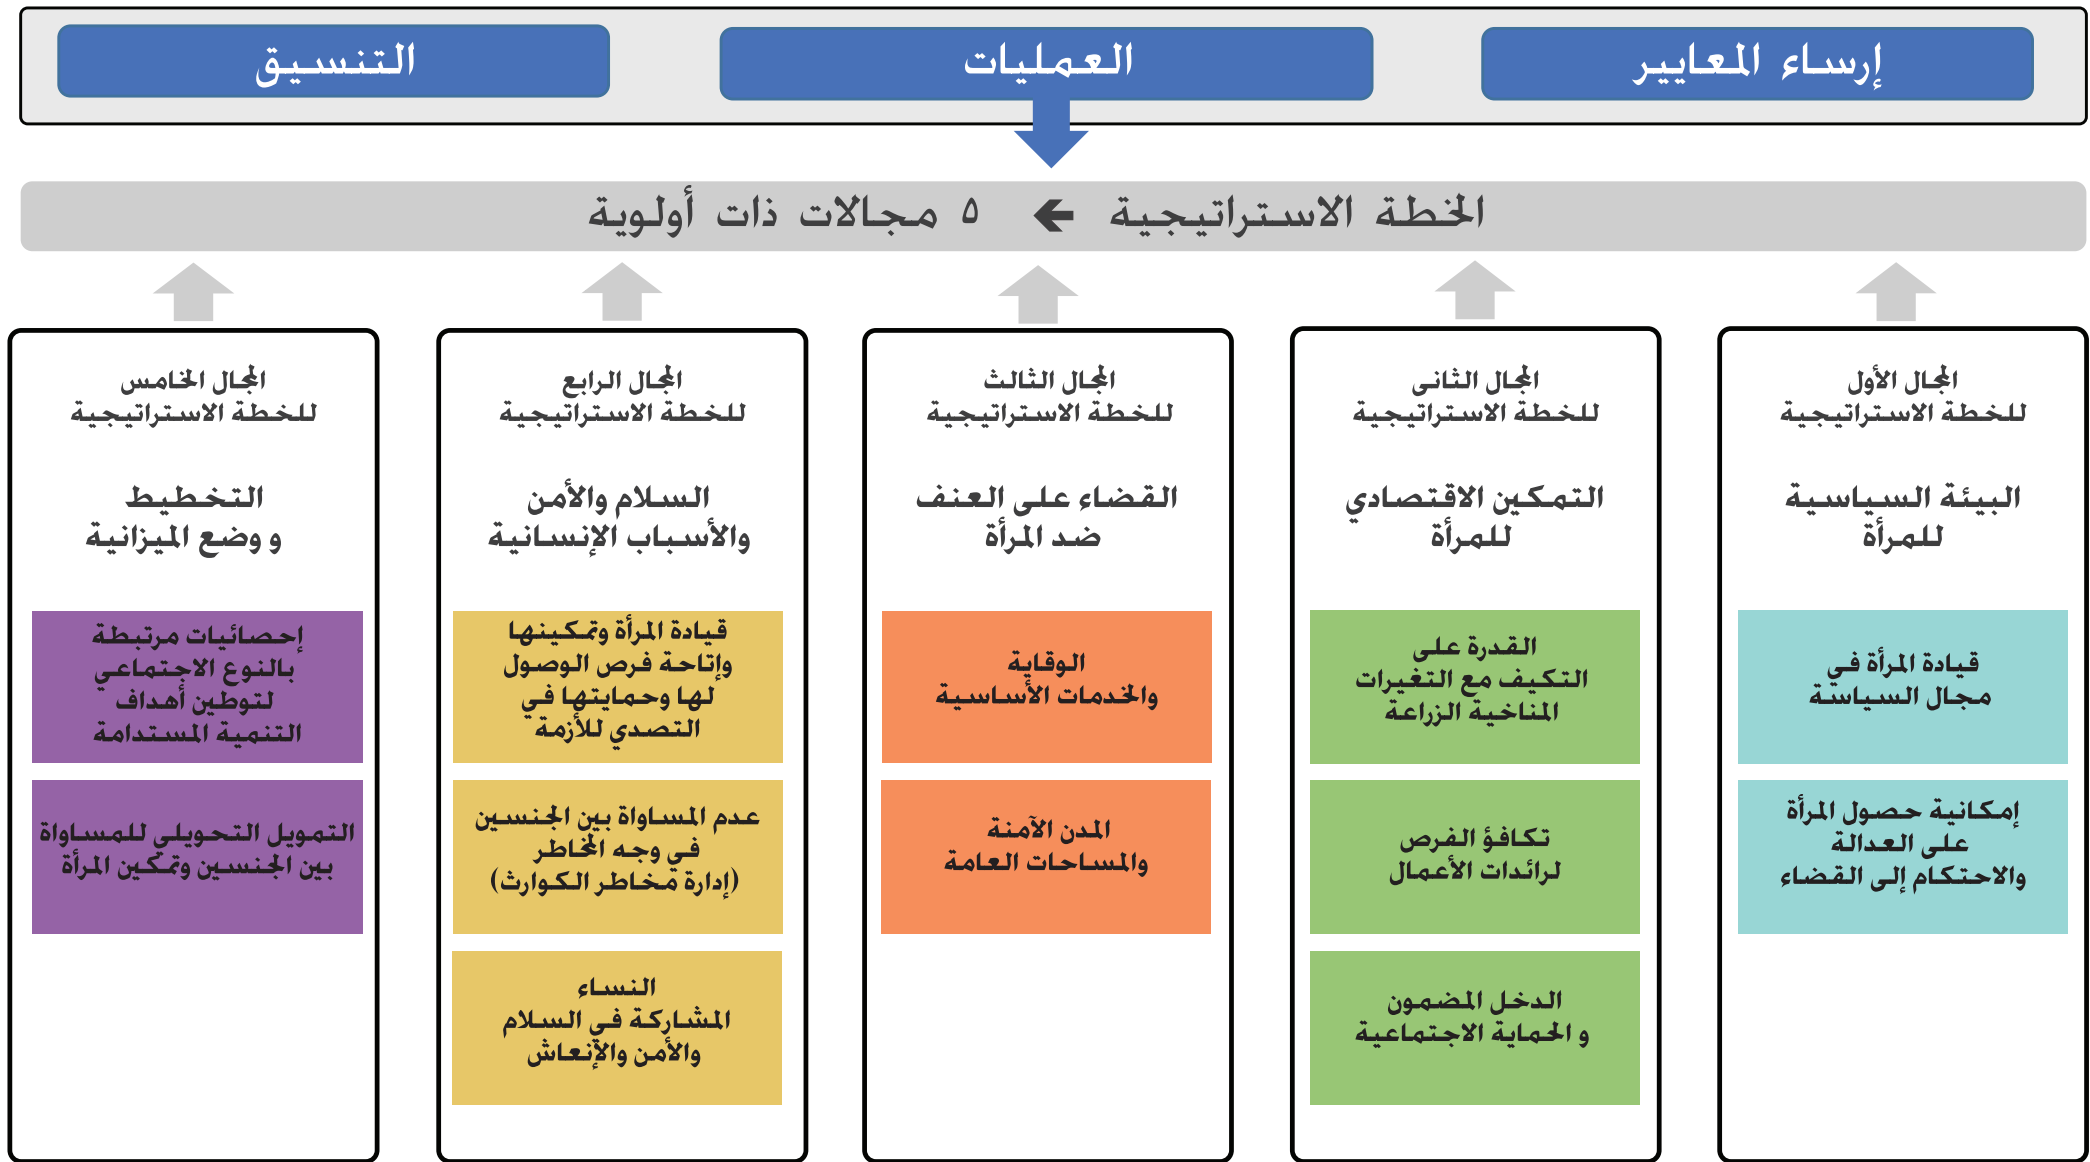 إرساء المعايير
العمليات
التنسيق
الخطة الاستراتيجية ← ٥ مجالات ذات أولوية
المجال الأول
للخطة الاستراتيجية
البيئة السياسية
للمرأة
قيادة المرأة فى
مجال السياسة
إمكانية حصول المرأة
على العدالة
والاحتكام إلى القضاء
المجال الثانى
للخطة الاستراتيجية
التمكين الاقتصادي
للمرأة
القدرة على
التكيف مع التغيرات
المناخية الزراعة
تكافؤ الفرص
لرائدات الأعمال
الدخل المضمون
و الحماية الاجتماعية
المجال الثالث
للخطة الاستراتيجية
القضاء على العنف
ضد المرأة
الوقاية
والخدمات الأساسية
المدن الآمنة
والمساحات العامة
المجال الرابع
للخطة الاستراتيجية
السلام والأمن
والأسباب الإنسانية
قيادة المرأة وتمكينها
وإتاحة فرص الوصول
لها وحمايتها في
التصدي للأزمة
عدم المساواة بين الجنسين
في وجه المخاطر
(إدارة مخاطر الكوارث)
النساء
المشاركة في السلام
والأمن والإنعاش
المجال الخامس
للخطة الاستراتيجية
التخطيط
و وضع الميزانية
إحصائيات مرتبطة
بالنوع الاجتماعي
لتوطين أهداف
التنمية المستدامة
التمويل التحويلي للمساواة
بين الجنسين وتمكين المرأة